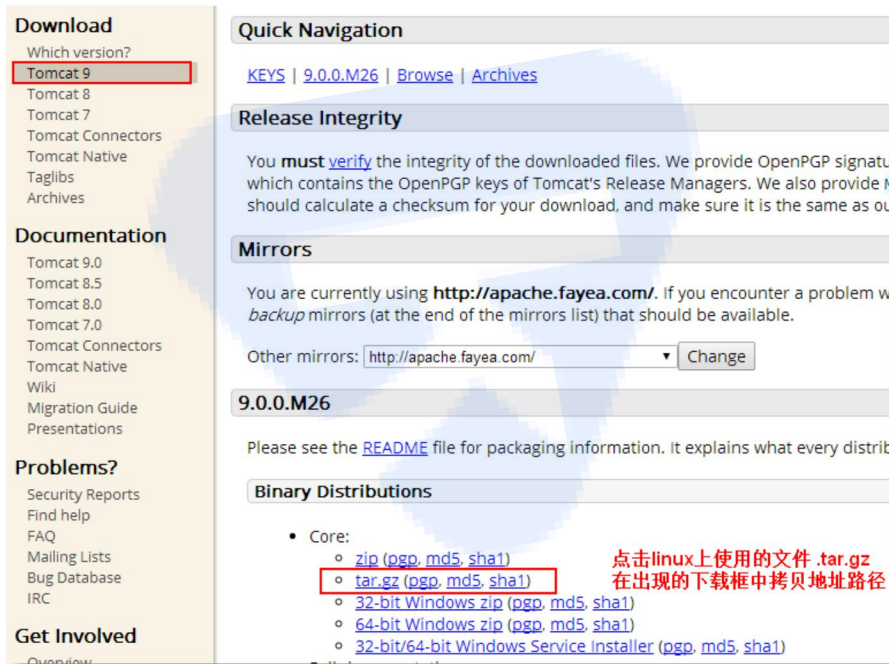 Download
Which version?
Tomcat 9
Tomcat 8
Tomcat 7
Tomcat Connectors
Tomcat Native
Taglibs
Archives
Documentation
Tomcat 9.0
Tomcat 8.5
Tomcat 8.0
Tomcat 7.0
Tomcat Connectors
Tomcat Native
Wiki
Migration Guide
Presentations
Problems?
Security Reports
Find help
FAQ
Mailing Lists
Bug Database
IRC
Get Involved
Overview
Quick Navigation
KEYS | 9.0.0.M26 | Browse | Archives
Release Integrity
You must verify the integrity of the downloaded files. We provide OpenPGP signatu
which contains the OpenPGP keys of Tomcat's Release Managers. We also provide M
should calculate a checksum for your download, and make sure it is the same as ou
Mirrors
You are currently using http://apache.fayea.com/. If you encounter a problem w
backup mirrors (at the end of the mirrors list) that should be available.
Other mirrors: http://apache.fayea.com/ Change
9.0.0.M26
Please see the README file for packaging information. It explains what every distrib
Binary Distributions
Core:
zip (pgp, md5, sha1)
tar.gz (pgp, md5, sha1)
32-bit Windows zip (pgp, md5, sha1)
64-bit Windows zip (pgp, md5, sha1)
32-bit/64-bit Windows Service Installer (pgp, md5, sha1)
点击linux上使用的文件 .tar.gz
在出现的下载框中拷贝地址路径